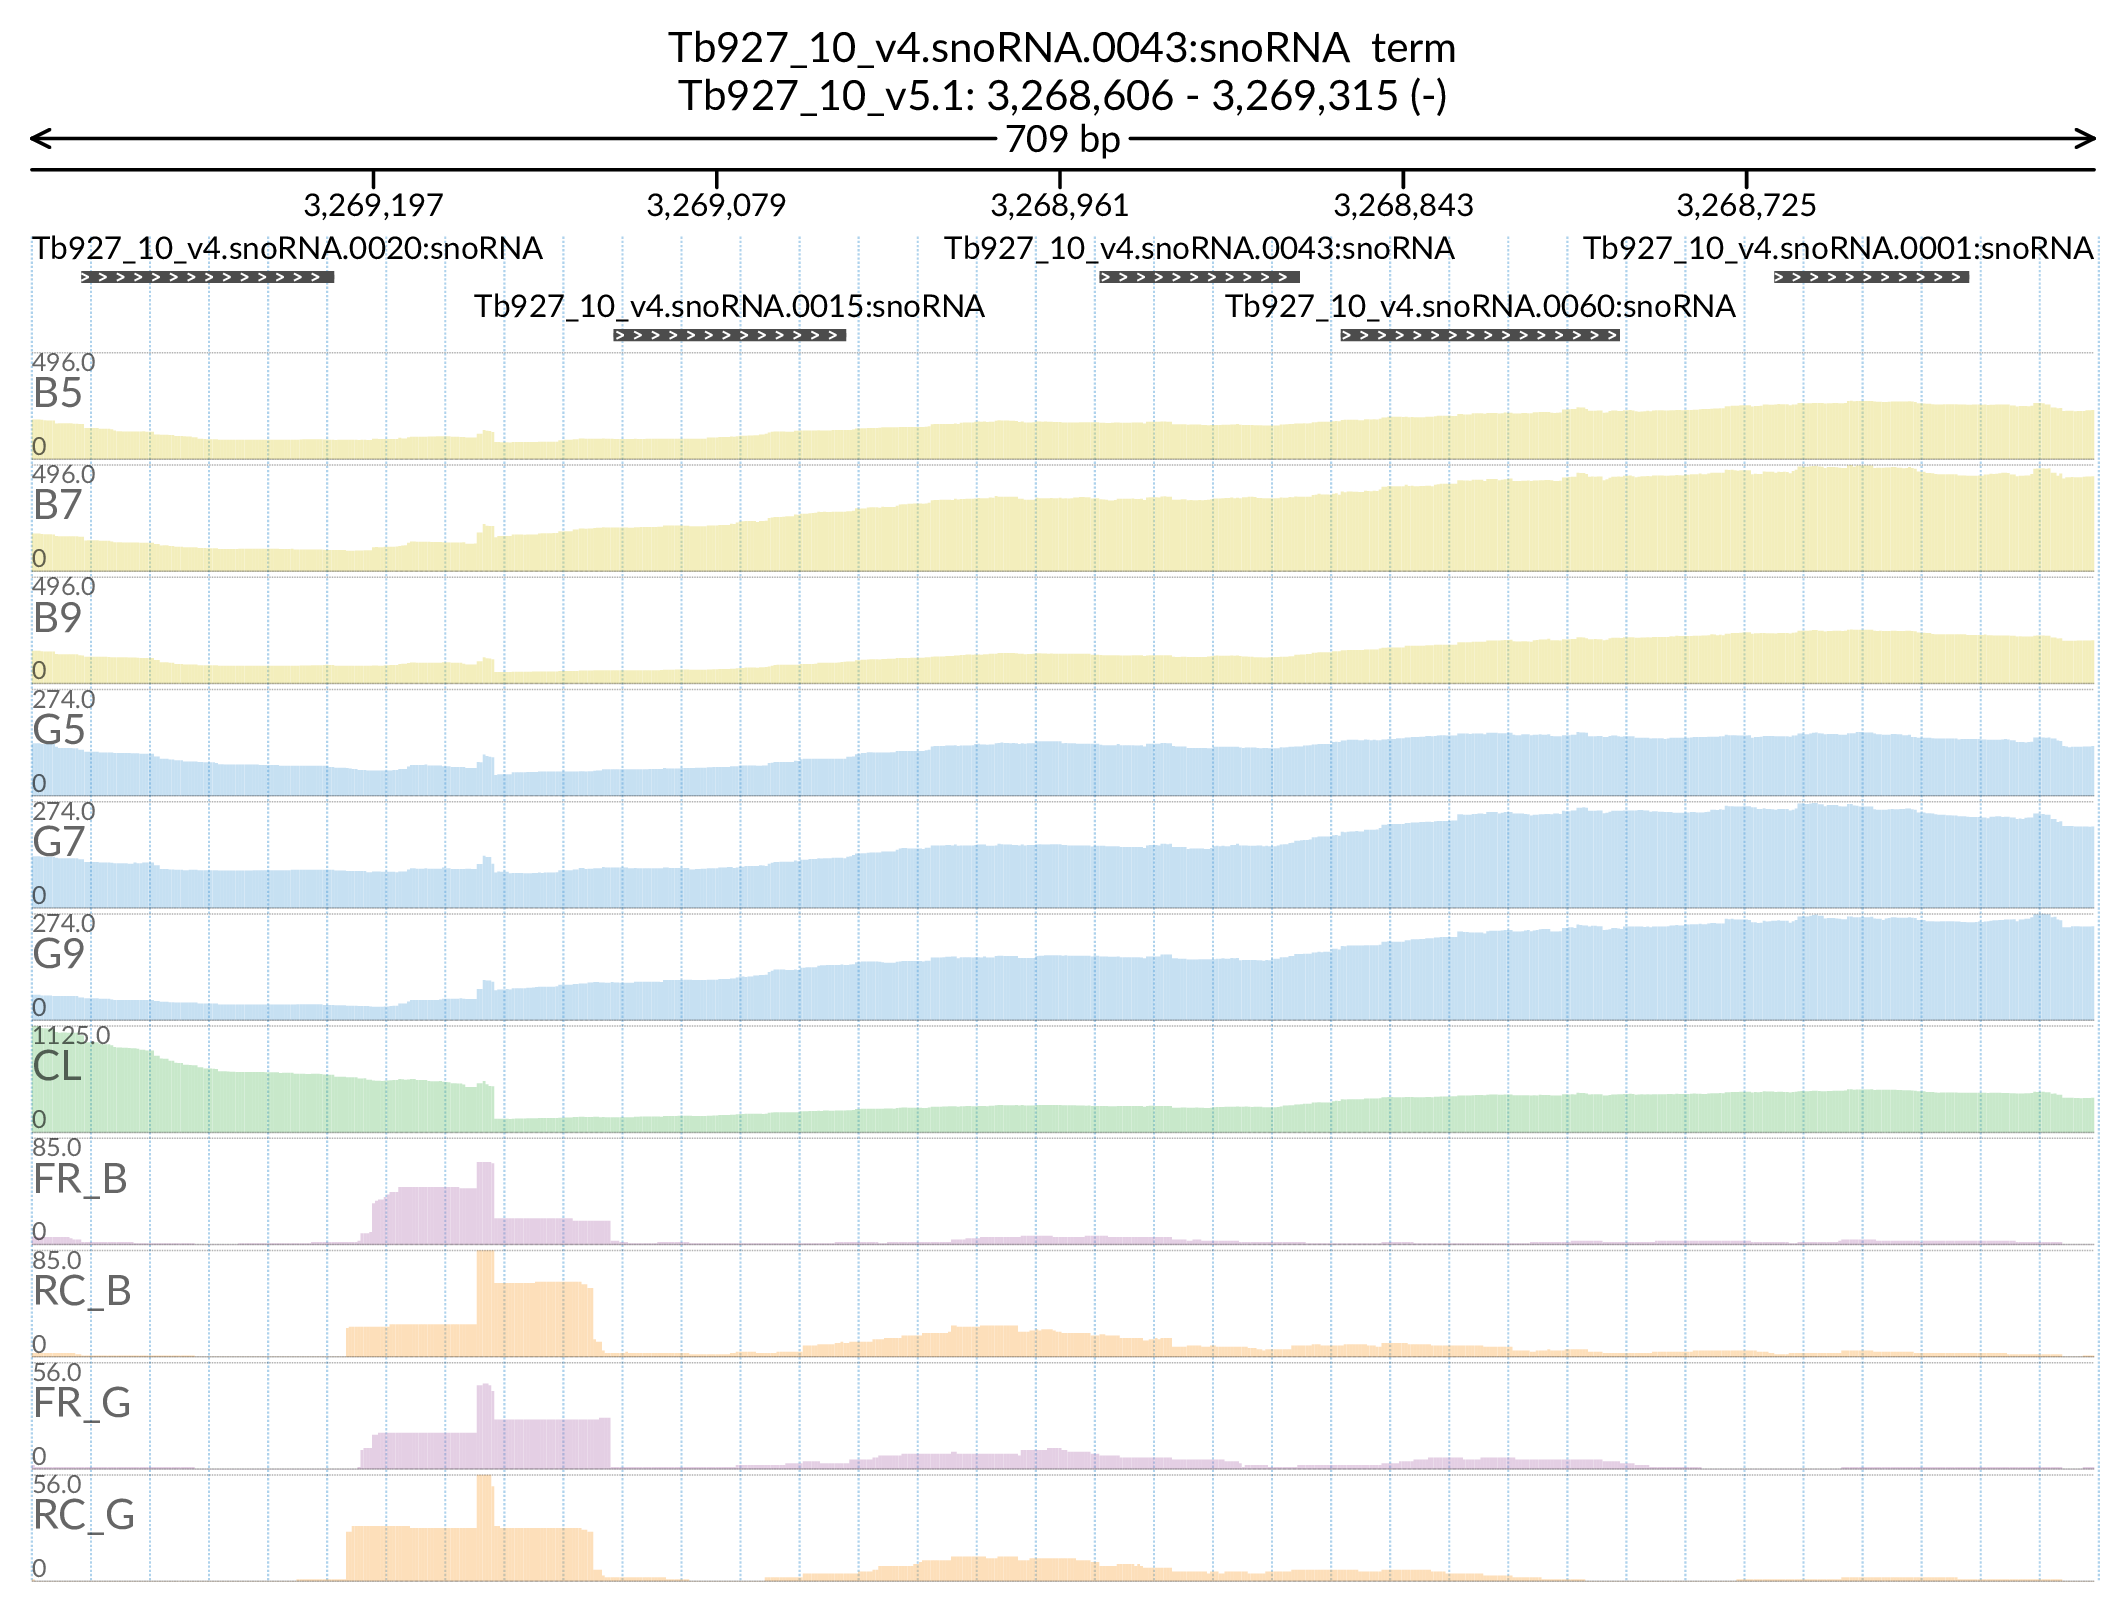 Tb927_10_v4.snoRNA.0043:snoRNA  term
Tb927_10_v5.1: 3,268,606 - 3,269,315 (-)
709 bp
3,269,197 3,269,079 3,268,961 3,268,843 3,268,725
Tb927_10_v4.snoRNA.0020:snoRNA Tb927_10_v4.snoRNA.0043:snoRNA Tb927_10_v4.snoRNA.0001:snoRNA
Tb927_10_v4.snoRNA.0015:snoRNA Tb927_10_v4.snoRNA.0060:snoRNA
496.0
B5
0
496.0
B7
0
496.0
B9
0
274.0
G5
0
274.0
G7
0
274.0
G9
0
1125.0
CL
0
85.0
FR_B
0
85.0
RC_B
0
56.0
FR_G
0
56.0
RC_G
0